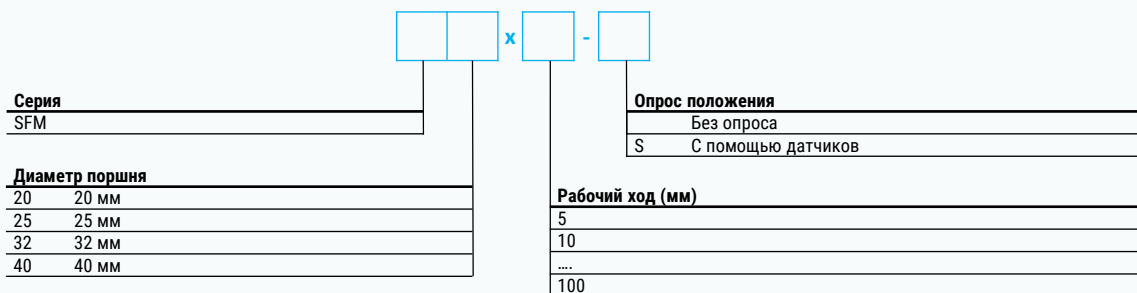 x -
Серия
SFM
Диаметр поршня
20 20 мм
25 25 мм
32 32 мм
40 40 мм
Опрос положения
Без опроса
S С помощью датчиков
Рабочий ход (мм)
5
10
....
100